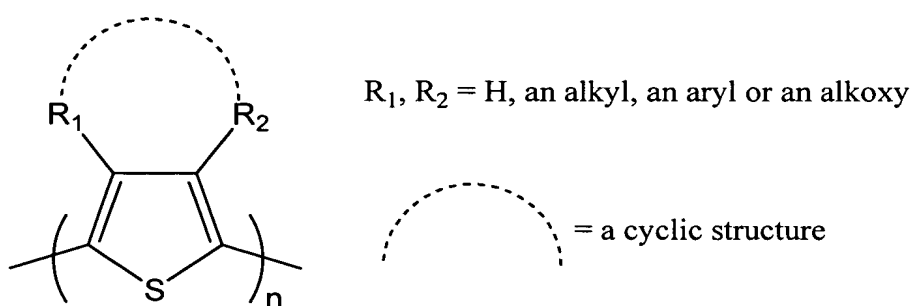 R1 R2
R1, R2 = H, an alkyl, an aryl or an alkoxy
= a cyclic structure
S
n